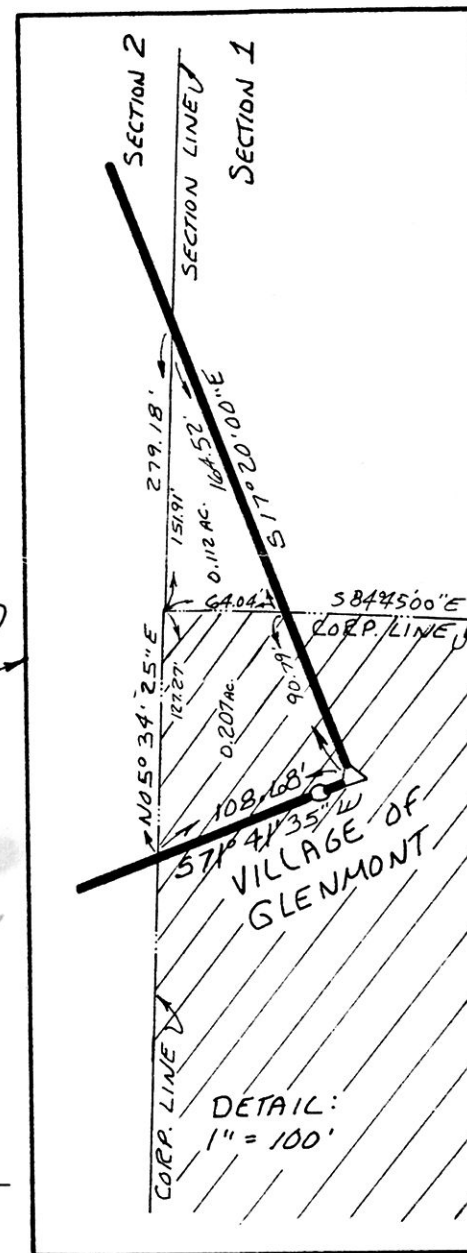 SECTION 2
SECTION LINE
SECTION 1
279.18'
151.91'
0.112 AC.
164.52'
S 17° 20' 00" E
64.04'
S 84°45'00" E
CORP. LINE
N05° 34' 25" E
127.27'
0.207 AC.
90.79'
108.68'
S71° 41' 35" E
VILLAGE OF
GLENMONT
CORP. LINE
DETAIL:
1" = 100'